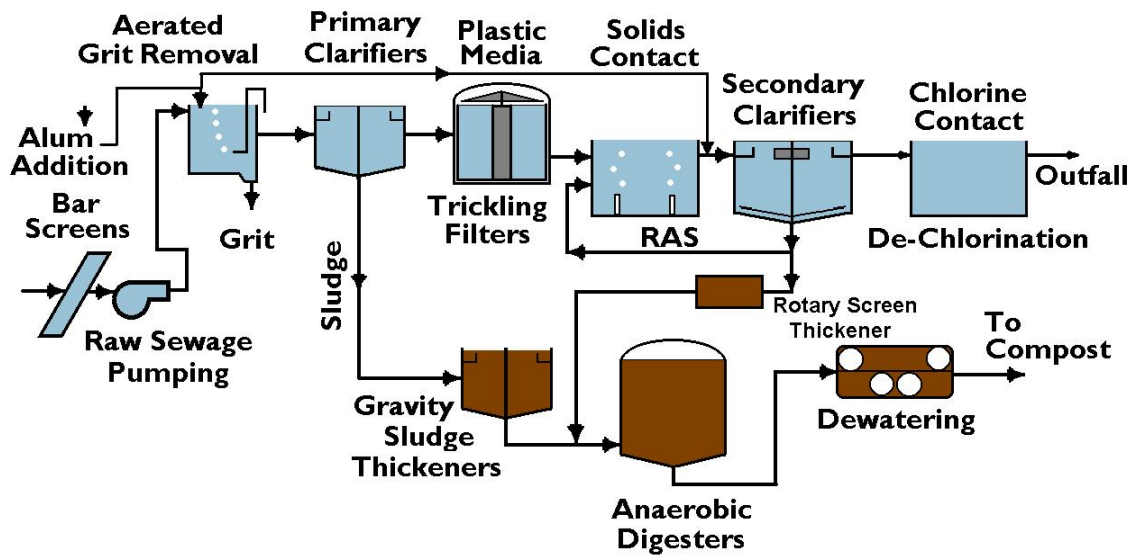 Aerated
Grit Removal
Primary
Clarifiers
Plastic
Media
Solids
Contact
Secondary
Clarifiers
Chlorine
Contact
Alum
Addition
Outfall
Bar
Screens
Grit
Trickling
Filters
RAS
De-Chlorination
Sludge
Raw Sewage
Pumping
Rotary Screen
Thickener
To
Compost
Gravity
Sludge
Thickeners
Dewatering
Anaerobic
Digesters